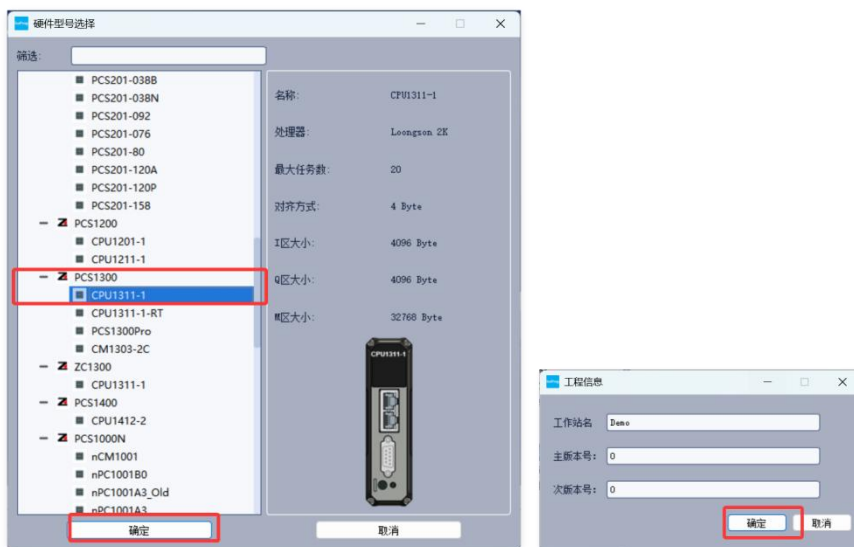 硬件型号选择
筛选:
PCS201-038B
PCS201-038N
PCS201-092
PCS201-076
PCS201-80
PCS201-120A
PCS201-120P
PCS201-158
PCS1200
CPU1201-1
CPU1211-1
PCS1300
CPU1311-1
CPU1311-1-RT
PCS1300Pro
CM1303-2C
ZC1300
CPU1311-1
PCS1400
CPU1412-2
PCS1000N
nCM1001
nPC1001B0
nPC1001A3_Old
nPC1001A3
名称: CPU1311-1
处理器: Loongson 2K
最大任务数: 20
对齐方式: 4 Byte
I区大小: 4096 Byte
Q区大小: 4096 Byte
M区大小: 32768 Byte
CPU1311-1
确定
取消
工程信息
工作站名 Demo
主版本号: 0
次版本号: 0
确定
取消